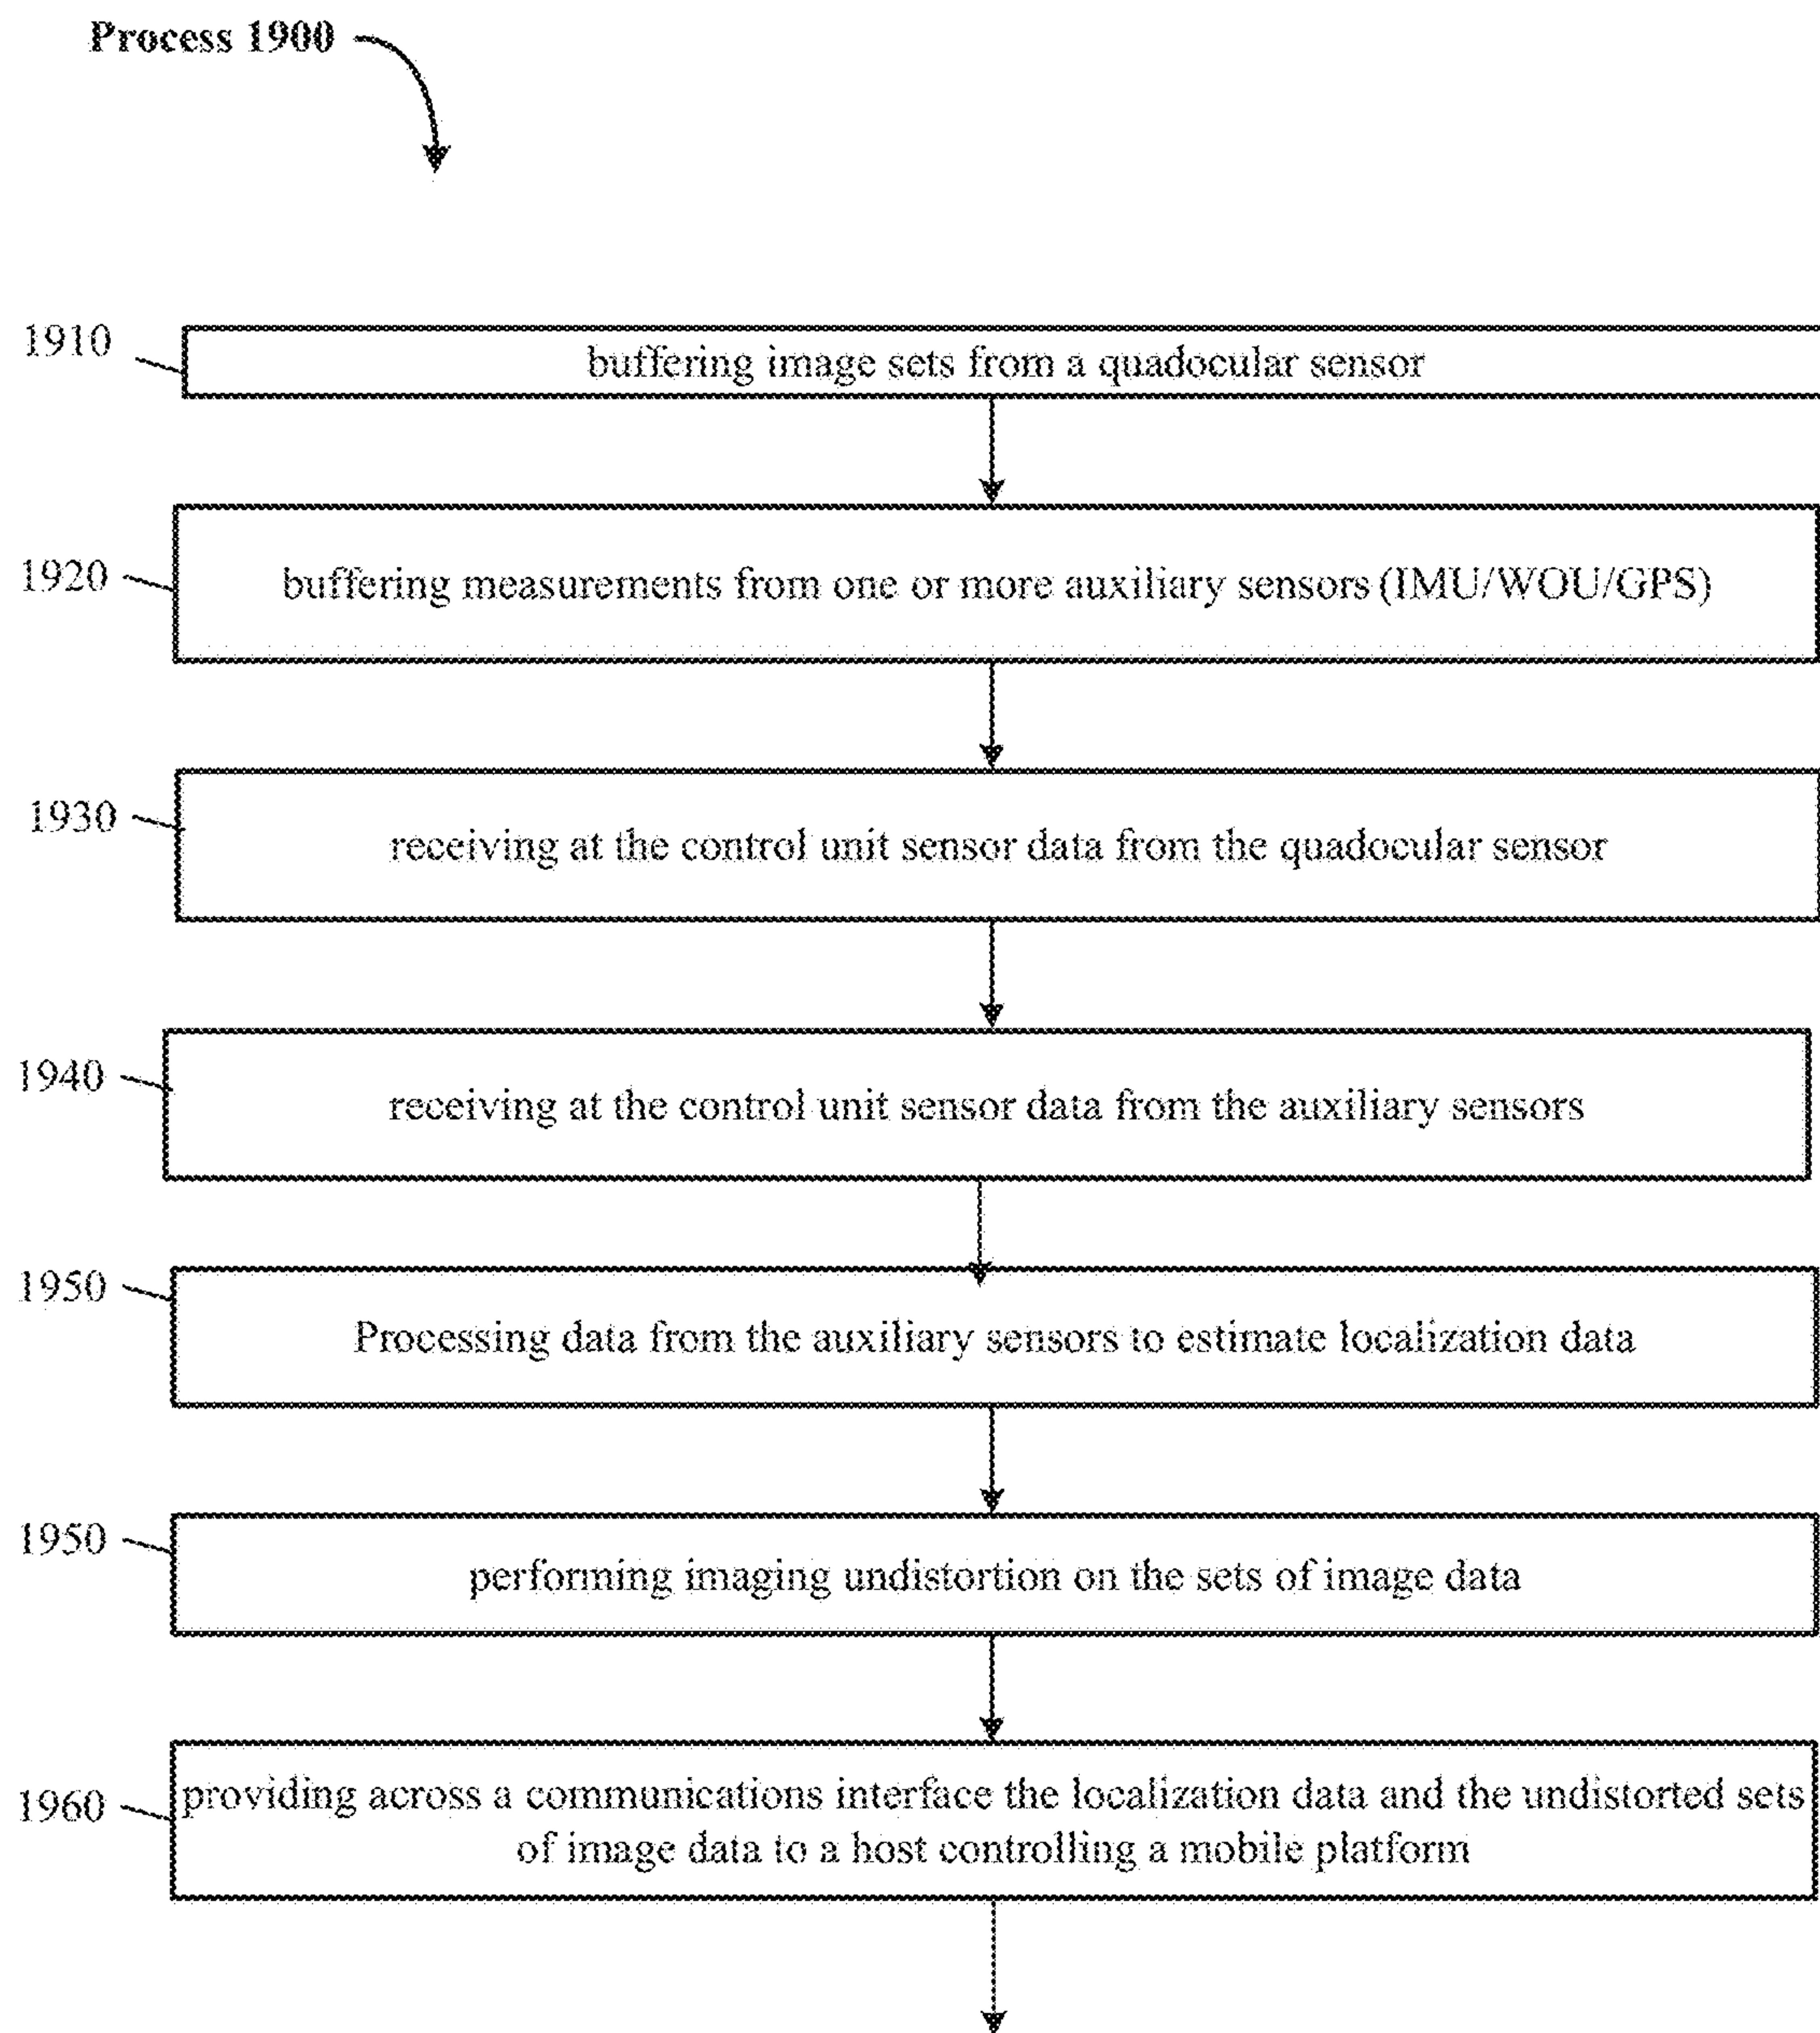 Process 1900
1910
buffering image sets from a quadocular sensor
1920
buffering measurements from one or more auxiliary sensors (IMU/WOU/GPS)
1930
receiving at the control unit sensor data from the quadocular sensor
1940
receiving at the control unit sensor data from the auxiliary sensors
1950
Processing data from the auxiliary sensors to estimate localization data
1950
performing imaging undistortion on the sets of image data
1960
providing across a communications interface the localization data and the undistorted sets
of image data to a host controlling a mobile platform